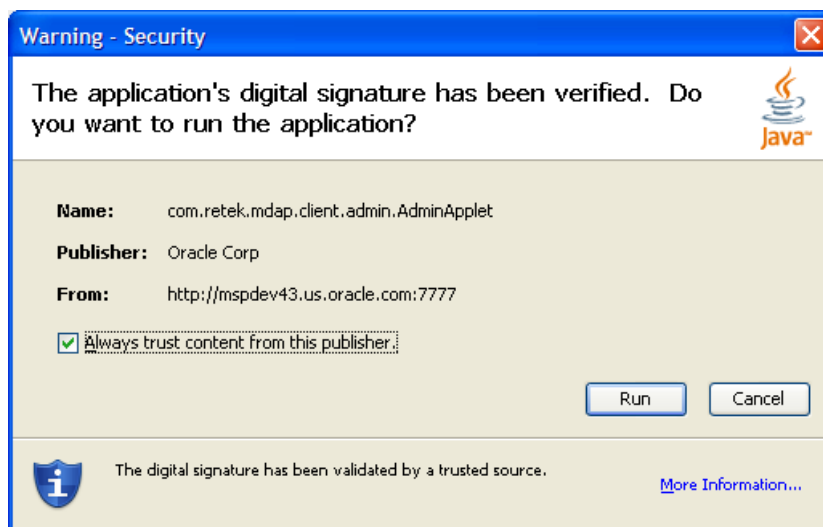 Warning - Security
The application's digital signature has been verified. Do
you want to run the application?
Java™
Name: com.retek.mdap.client.admin.AdminApplet
Publisher: Oracle Corp
From: http://mspdev43.us.oracle.com:7777
Always trust content from this publisher.
Run Cancel
The digital signature has been validated by a trusted source.
More Information...